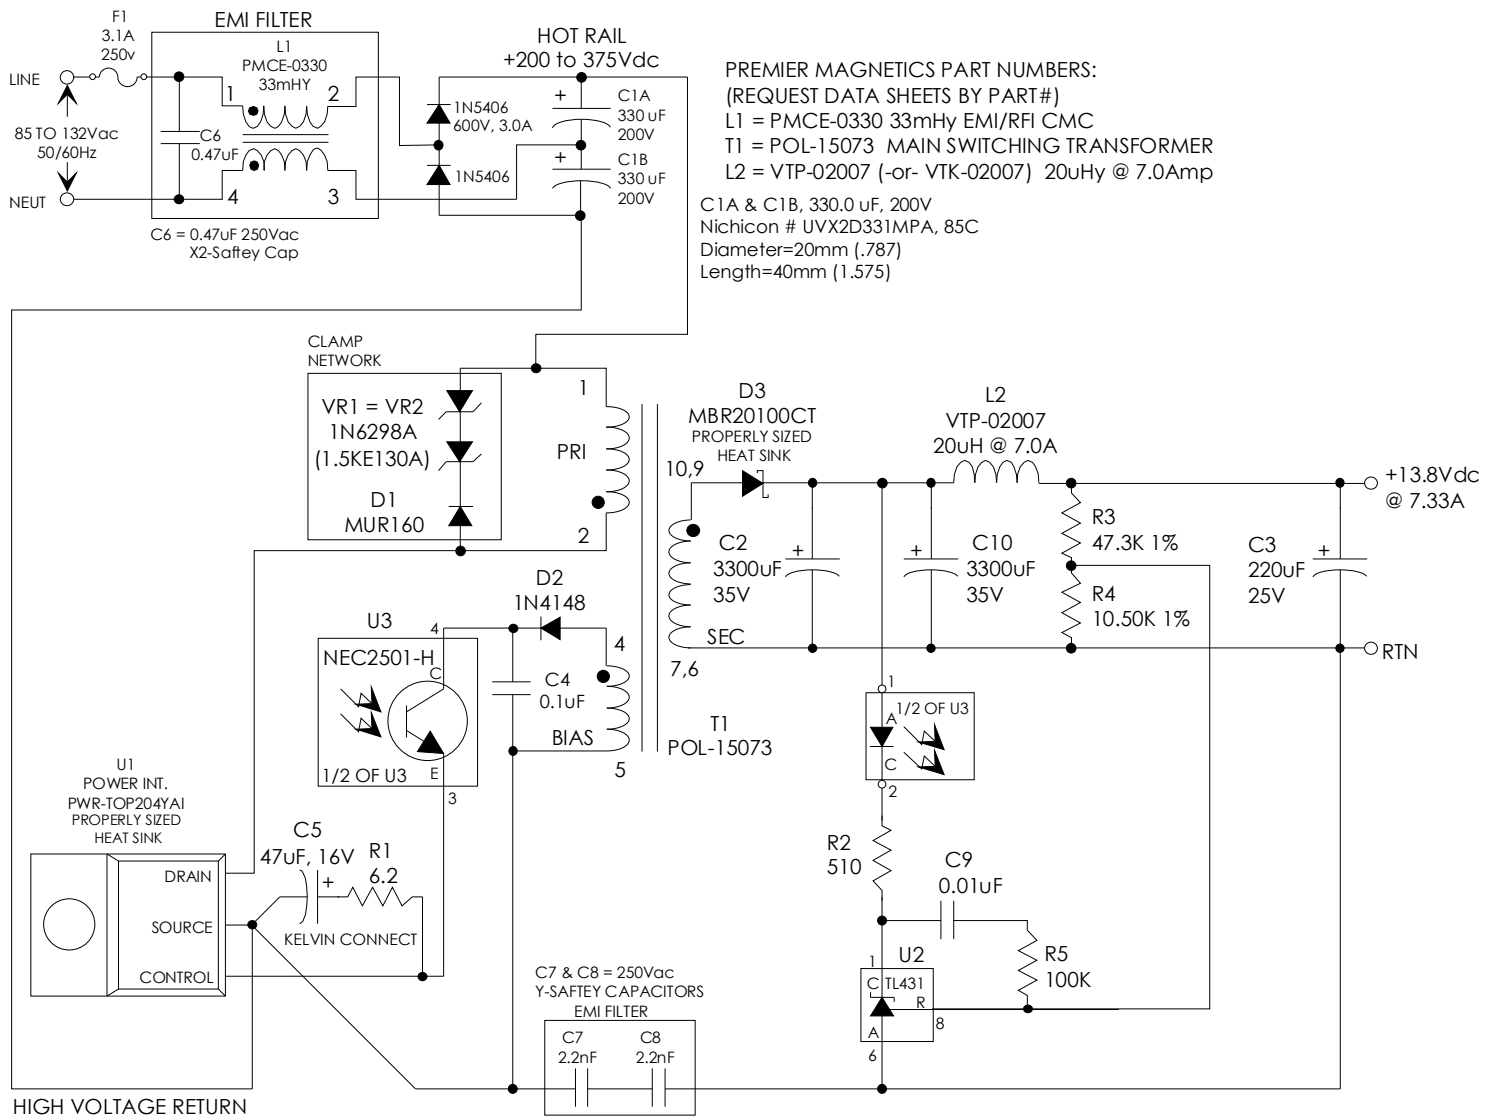 F1
3.1A
250v
EMI FILTER
L1
PMCE-0330
33mHY
LINE
1
2
85 TO 132Vac
50/60Hz
C6
0.47uF
NEUT
4
3
C6 = 0.47uF 250Vac
X2-Saftey Cap
1N5406
600V, 3.0A
1N5406
HOT RAIL
+200 to 375Vdc
+
C1A
330 uF
200V
+
C1B
330 uF
200V
PREMIER MAGNETICS PART NUMBERS:
(REQUEST DATA SHEETS BY PART#)
L1 = PMCE-0330 33mHy EMI/RFI CMC
T1 = POL-15073 MAIN SWITCHING TRANSFORMER
L2 = VTP-02007 (-or- VTK-02007) 20uHy @ 7.0Amp
C1A & C1B, 330.0 uF, 200V
Nichicon # UVX2D331MPA, 85C
Diameter=20mm (.787)
Length=40mm (1.575)
CLAMP
NETWORK
VR1 = VR2
1N6298A
(1.5KE130A)
D1
MUR160
1
PRI
2
D3
MBR20100CT
PROPERLY SIZED
HEAT SINK
10,9
SEC
7,6
L2
VTP-02007
20uH @ 7.0A
+13.8Vdc
@ 7.33A
C2
3300uF
35V
+
+
C10
3300uF
35V
R3
47.3K 1%
R4
10.50K 1%
C3
220uF
25V
+
RTN
D2
1N4148
4
BIAS
5
C4
0.1uF
T1
POL-15073
U3
4
NEC2501-H
C
E
1/2 OF U3
3
1
1/2 OF U3
A
C
2
U1
POWER INT.
PWR-TOP204YAI
PROPERLY SIZED
HEAT SINK
DRAIN
SOURCE
CONTROL
C5
47uF, 16V
+
R1
6.2
KELVIN CONNECT
R2
510
C9
0.01uF
R5
100K
U2
1
C
TL431
R
A
8
6
C7 & C8 = 250Vac
Y-SAFTEY CAPACITORS
EMI FILTER
C7
2.2nF
C8
2.2nF
HIGH VOLTAGE RETURN